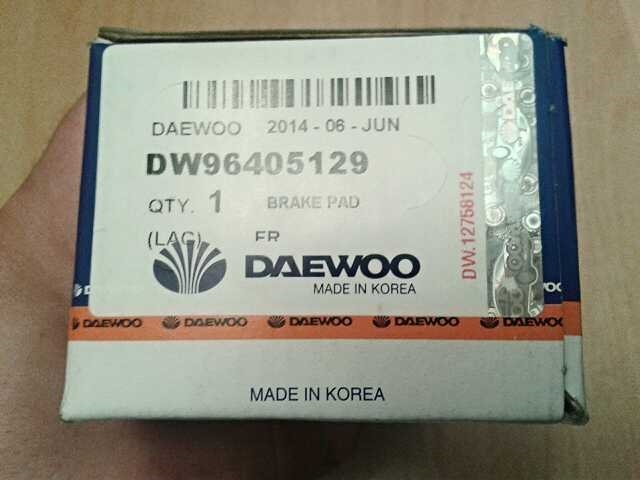 DAEWOO 2014 - 06 - JUN
DW96405129
QTY. 1 BRAKE PAD
(LAC) FR
DAEWOO
MADE IN KOREA
DW.12758124
DAEWOO DAEWOO DAEWOO DAEWOO DAEWOO
MADE IN KOREA